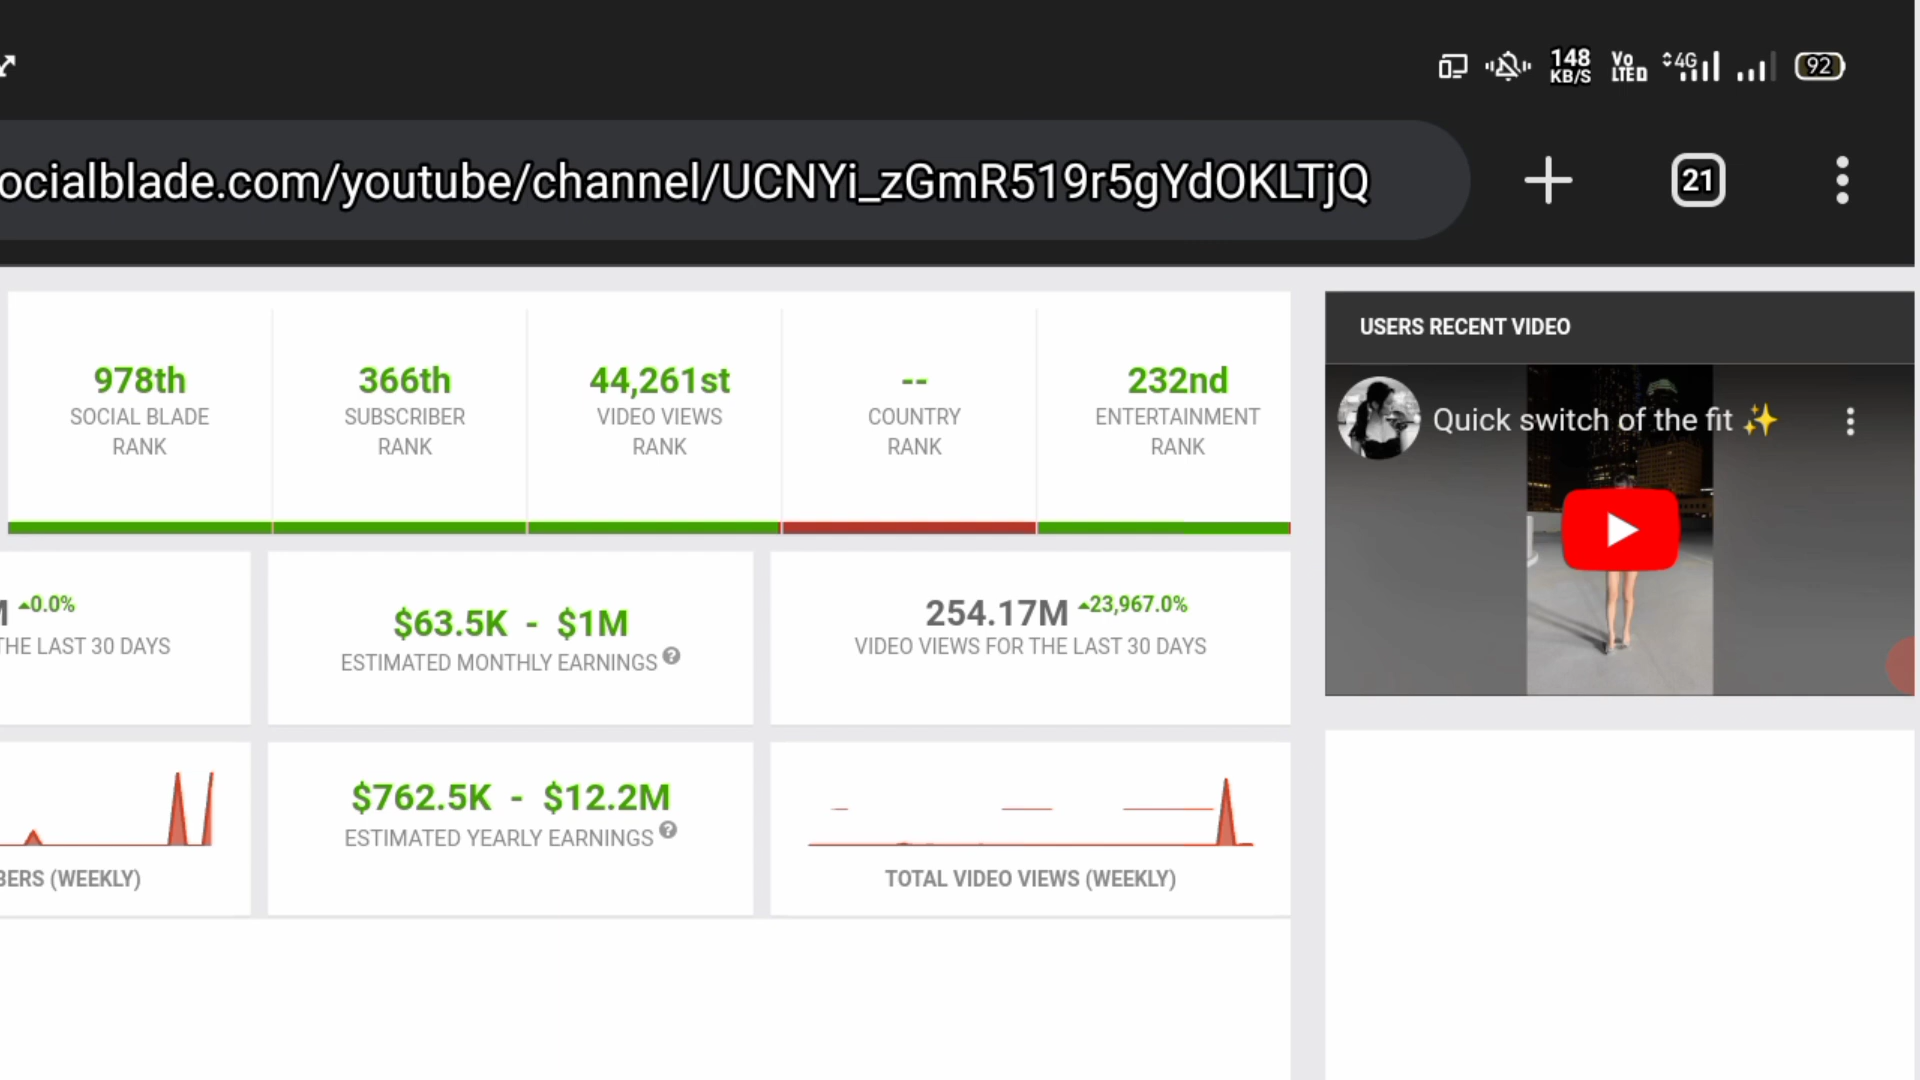 148
KB/S
Vo
LTE
4G
92
ocialblade.com/youtube/channel/UCNYi_zGmR519r5gYdOKLTjQ
21
978th
SOCIAL BLADE
RANK
366th
SUBSCRIBER
RANK
44,261st
VIDEO VIEWS
RANK
--
COUNTRY
RANK
232nd
ENTERTAINMENT
RANK
USERS RECENT VIDEO
Quick switch of the fit ✨
M 0.0%
THE LAST 30 DAYS
$63.5K - $1M
ESTIMATED MONTHLY EARNINGS ?
254.17M 23,967.0%
VIDEO VIEWS FOR THE LAST 30 DAYS
BERS (WEEKLY)
$762.5K - $12.2M
ESTIMATED YEARLY EARNINGS ?
TOTAL VIDEO VIEWS (WEEKLY)